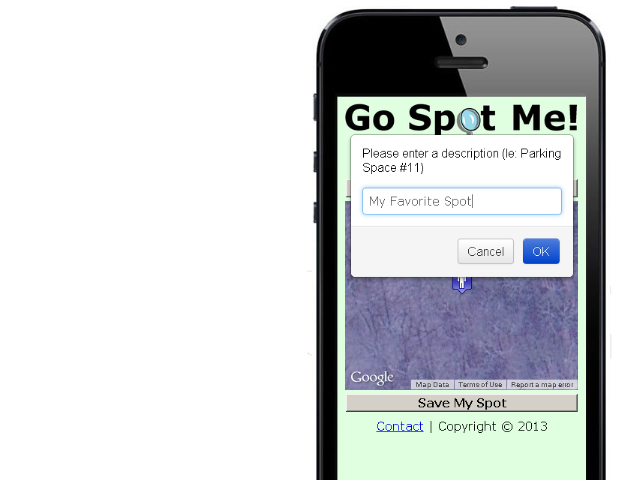 Go Spot Me!
Please enter a description (Ie: Parking
Space #11)
My Favorite Spot
Cancel OK
Google Map Data Terms of Use Report a map error
Save My Spot
Contact | Copyright © 2013